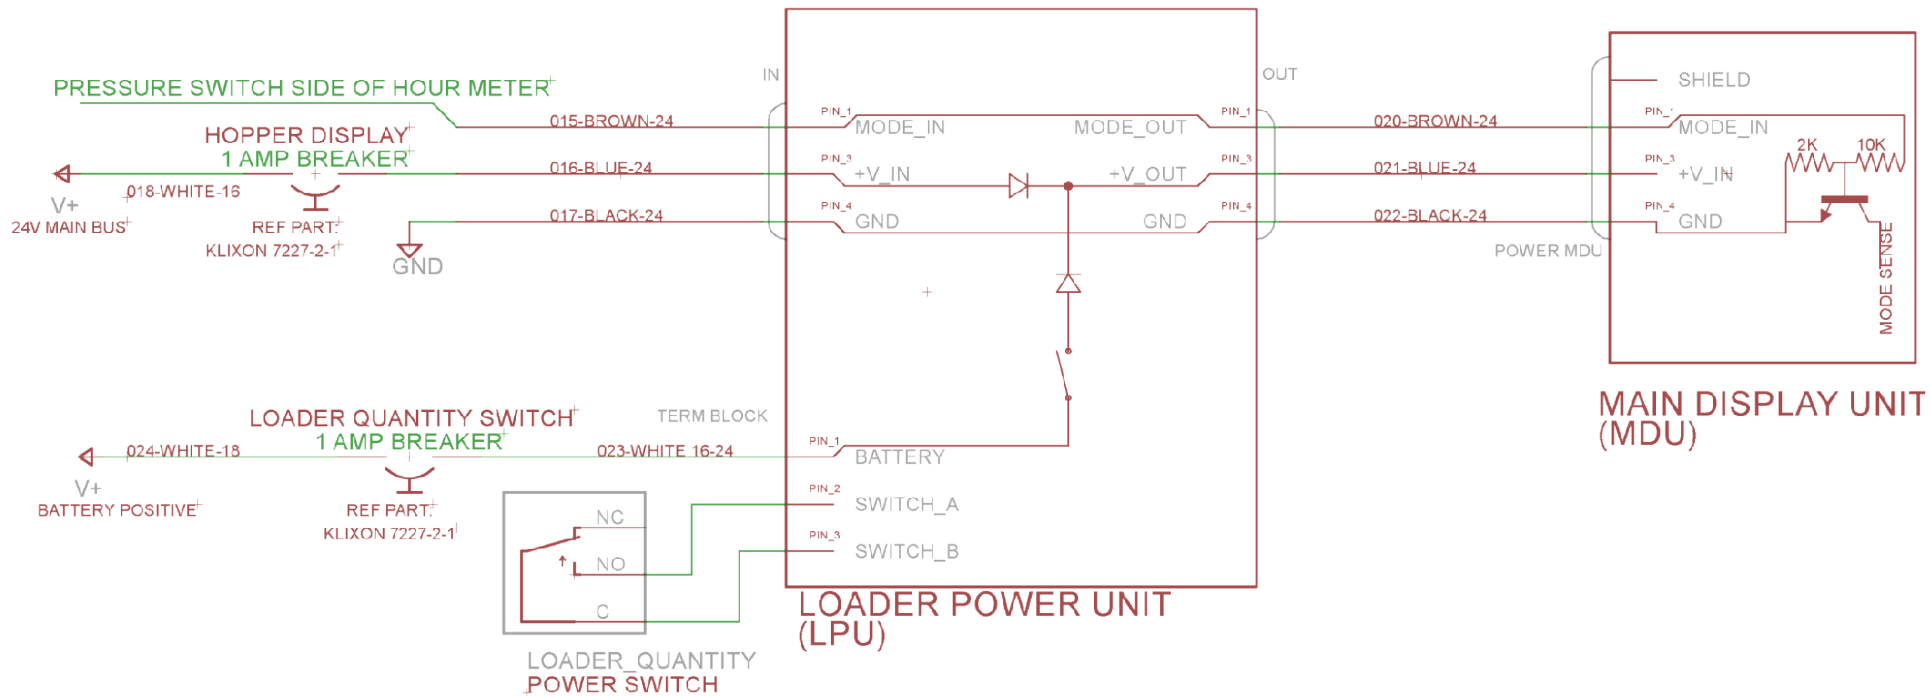 IN
OUT
PRESSURE SWITCH SIDE OF HOUR METER
SHIELD
HOPPER DISPLAY
1 AMP BREAKER
015-BROWN-24
PIN_1
MODE_IN
MODE_OUT
PIN_1
020-BROWN-24
PIN_1
MODE_IN
2K
10K
018-WHITE-16
016-BLUE-24
PIN_3
+V_IN
+V_OUT
PIN_3
021-BLUE-24
PIN_3
+V_IN
V+
24V MAIN BUS
REF PART:
KLIXON 7227-2-1
017-BLACK-24
PIN_4
GND
GND
PIN_4
022-BLACK-24
PIN_4
GND
GND
POWER MDU
MODE SENSE
MAIN DISPLAY UNIT
(MDU)
LOADER QUANTITY SWITCH
1 AMP BREAKER
TERM BLOCK
024-WHITE-18
023-WHITE 16-24
PIN_1
BATTERY
V+
BATTERY POSITIVE
REF PART:
KLIXON 7227-2-1
PIN_2
SWITCH_A
PIN_3
SWITCH_B
NC
NO
C
LOADER POWER UNIT
(LPU)
LOADER_QUANTITY
POWER SWITCH